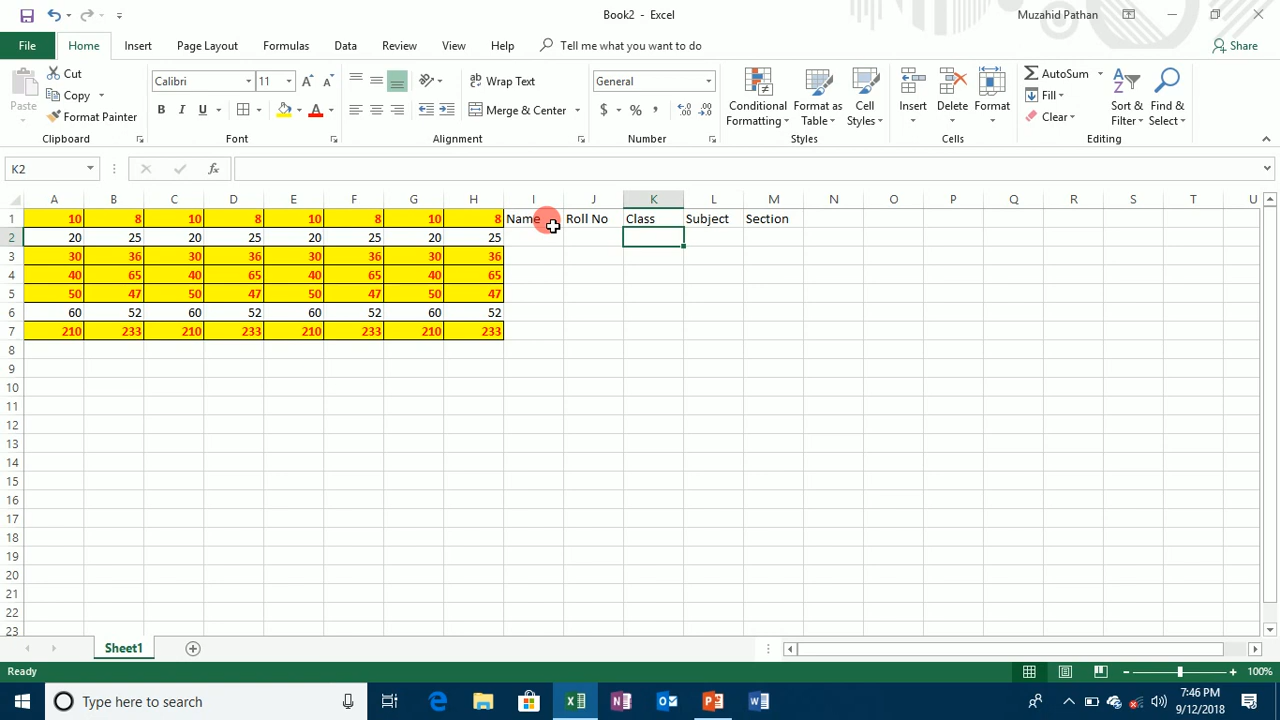 Book2 - Excel
Muzahid Pathan
File Home Insert Page Layout Formulas Data Review View Help Tell me what you want to do Share
Paste
Cut
Copy
Format Painter
Clipboard
Calibri 11
B I U
Font
Wrap Text
Merge & Center
Alignment
General
$ % ,
Number
Conditional Formatting
Format as Table
Cell Styles
Styles
Insert Delete Format
Cells
AutoSum
Fill
Clear
Sort & Filter
Find & Select
Editing
K2
fx
A B C D E F G H I J K L M N O P Q R S T U
1 10 8 10 8 10 8 10 8 Name Roll No Class Subject Section
2 20 25 20 25 20 25 20 25
3 30 36 30 36 30 36 30 36
4 40 65 40 65 40 65 40 65
5 50 47 50 47 50 47 50 47
6 60 52 60 52 60 52 60 52
7 210 233 210 233 210 233 210 233
8
9
10
11
12
13
14
15
16
17
18
19
20
21
22
23
Sheet1
Ready
100%
Type here to search
7:46 PM
9/12/2018